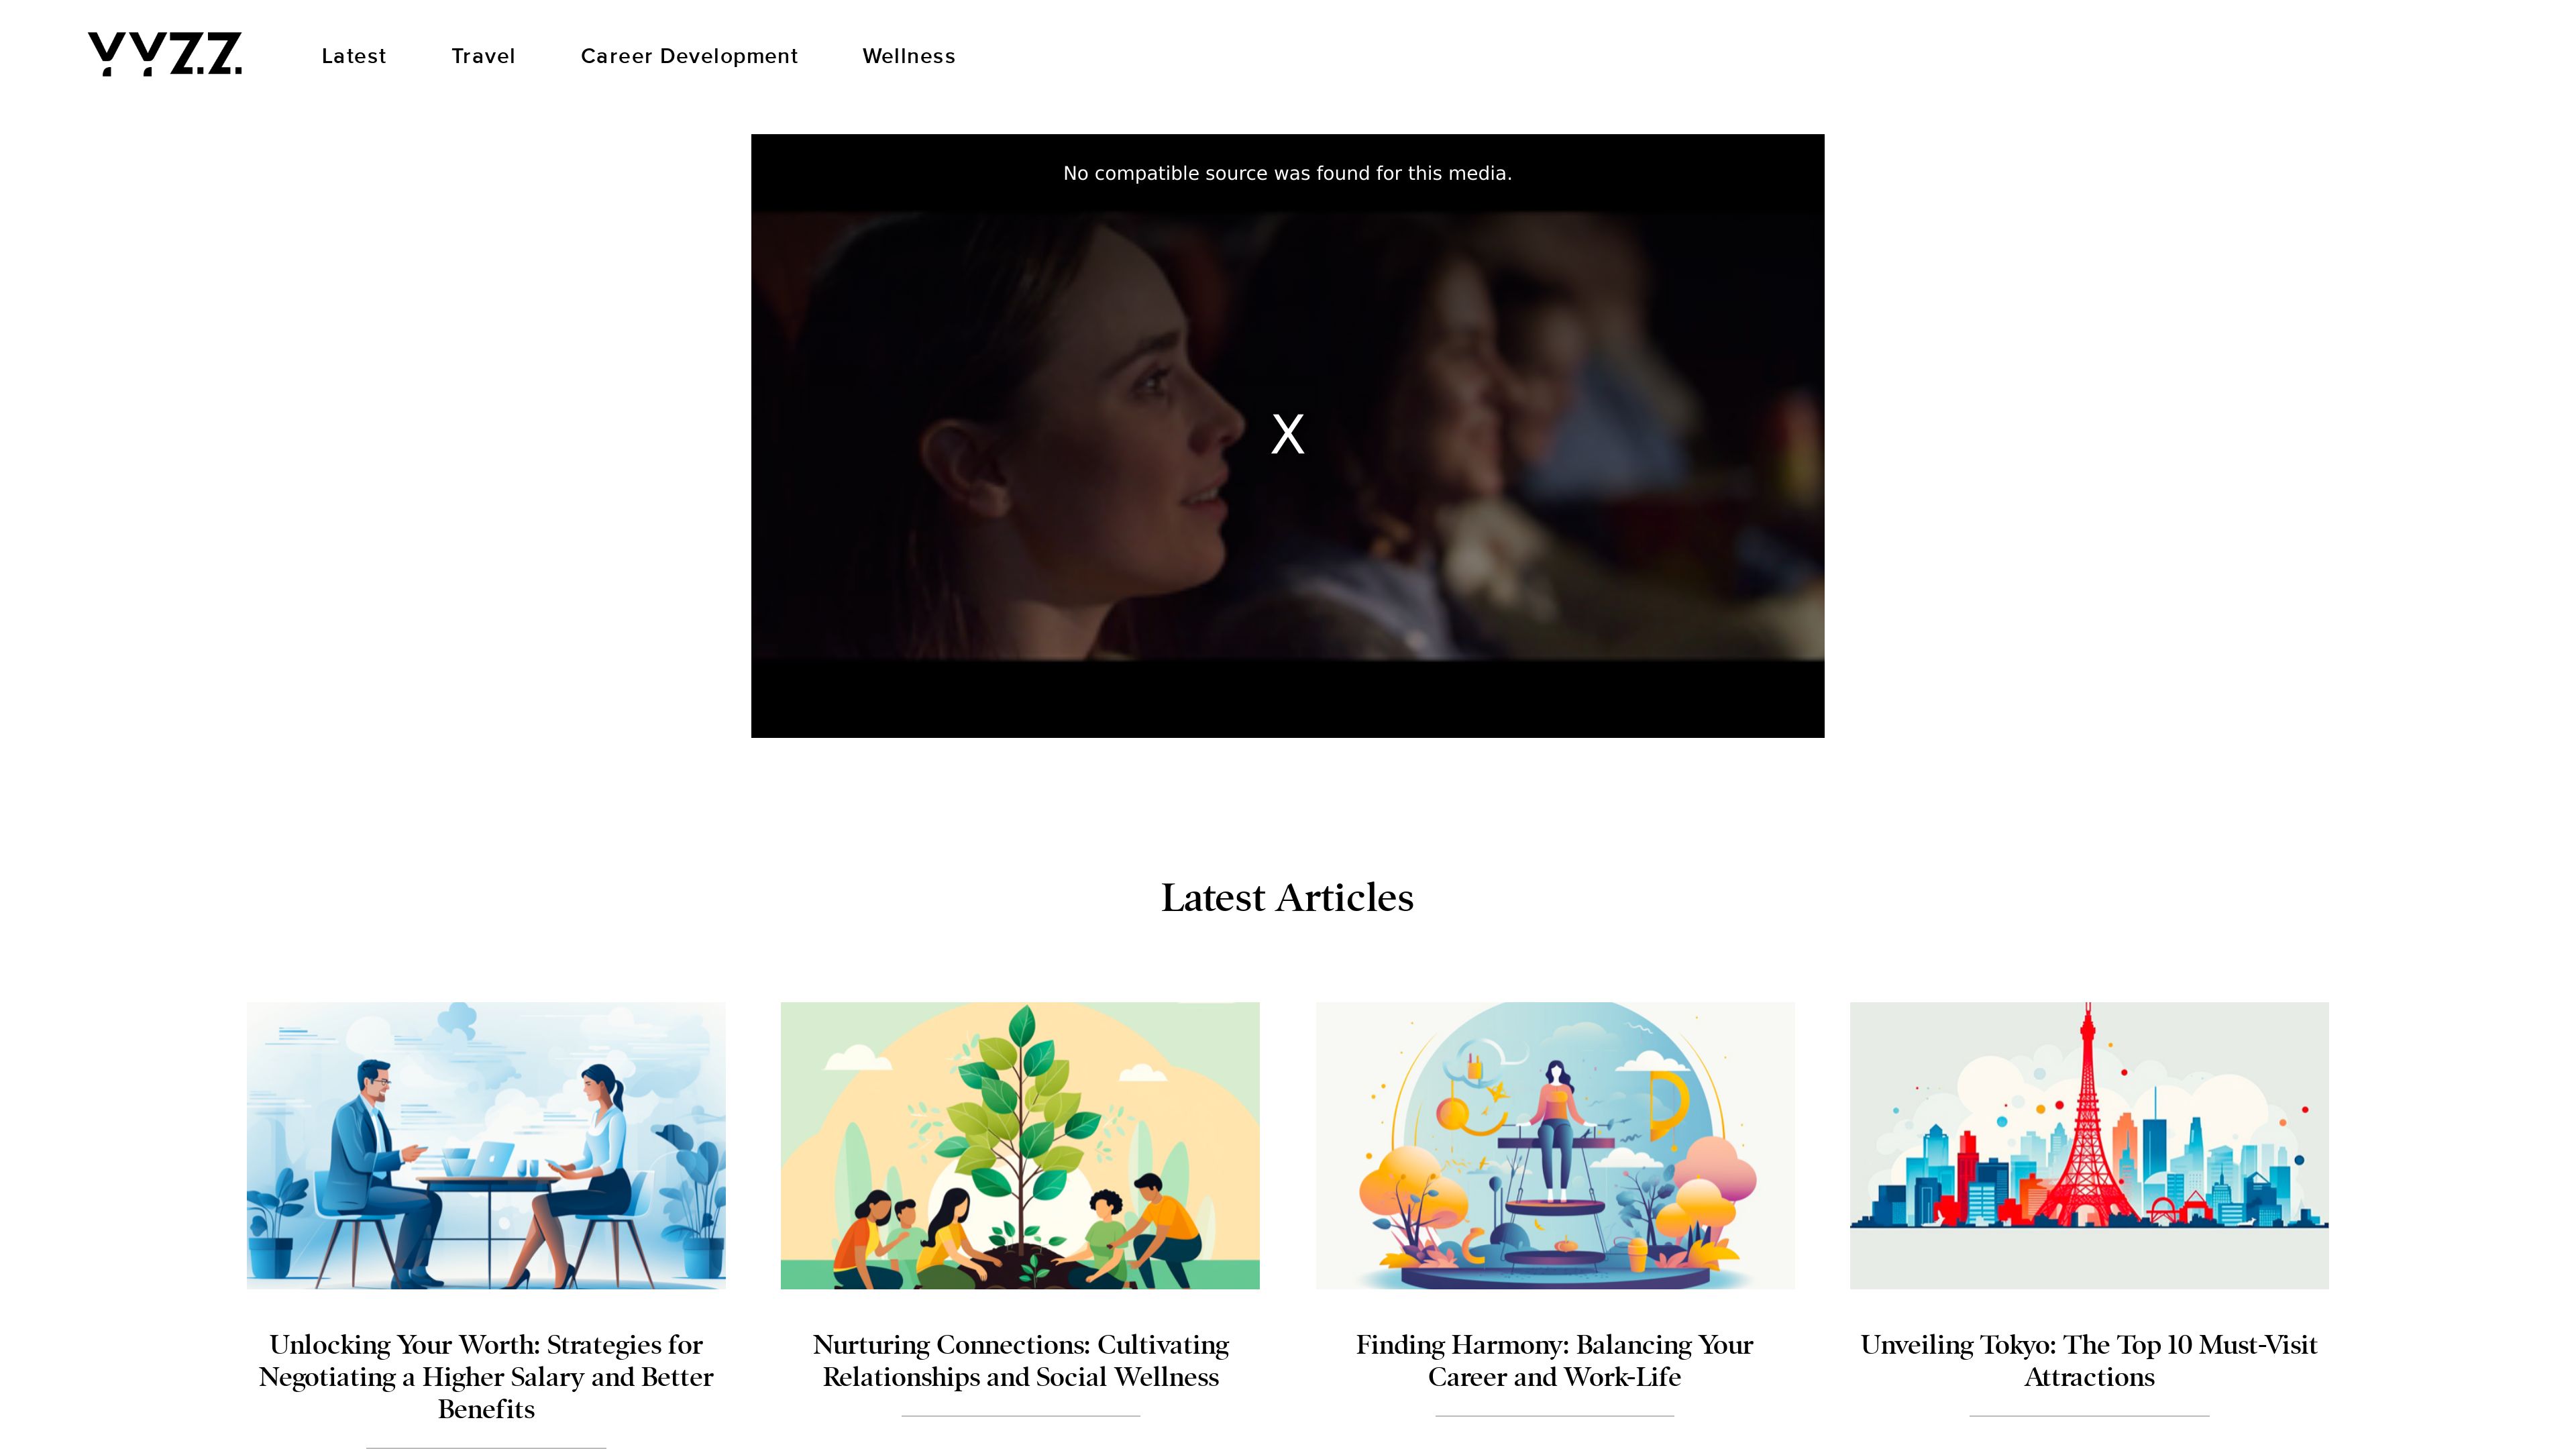 YYZ.Z.
Latest
Travel
Career Development
Wellness
No compatible source was found for this media.
X
Latest Articles
Unlocking Your Worth: Strategies for
Negotiating a Higher Salary and Better
Benefits
Nurturing Connections: Cultivating
Relationships and Social Wellness
Finding Harmony: Balancing Your
Career and Work-Life
Unveiling Tokyo: The Top 10 Must-Visit
Attractions